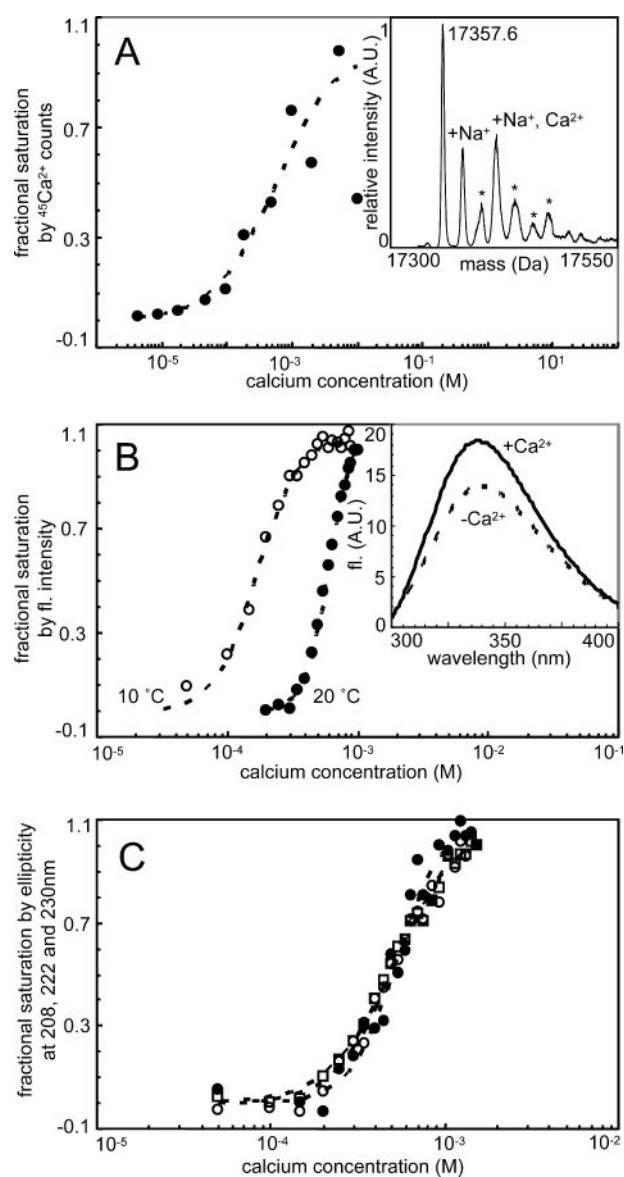 A
fractional saturation
by ⁴⁵Ca²⁺ counts
1.1
0.7
0.3
-0.1
10⁻⁵
10⁻³
10⁻¹
10¹
calcium concentration (M)
relative intensity (A.U.)
1
0
17357.6
+Na⁺
+Na⁺, Ca²⁺
*
*
*
*
17300
mass (Da)
17550
B
fractional saturation
by fl. intensity
1.1
0.7
0.3
-0.1
10 ˚C
20 ˚C
10⁻⁵
10⁻⁴
10⁻³
10⁻²
10⁻¹
calcium concentration (M)
fl. (A.U.)
20
15
10
5
0
+Ca²⁺
-Ca²⁺
300
350
400
wavelength (nm)
C
fractional saturation by ellipticity
at 208, 222 and 230nm
1.1
0.7
0.3
-0.1
10⁻⁵
10⁻⁴
10⁻³
10⁻²
calcium concentration (M)